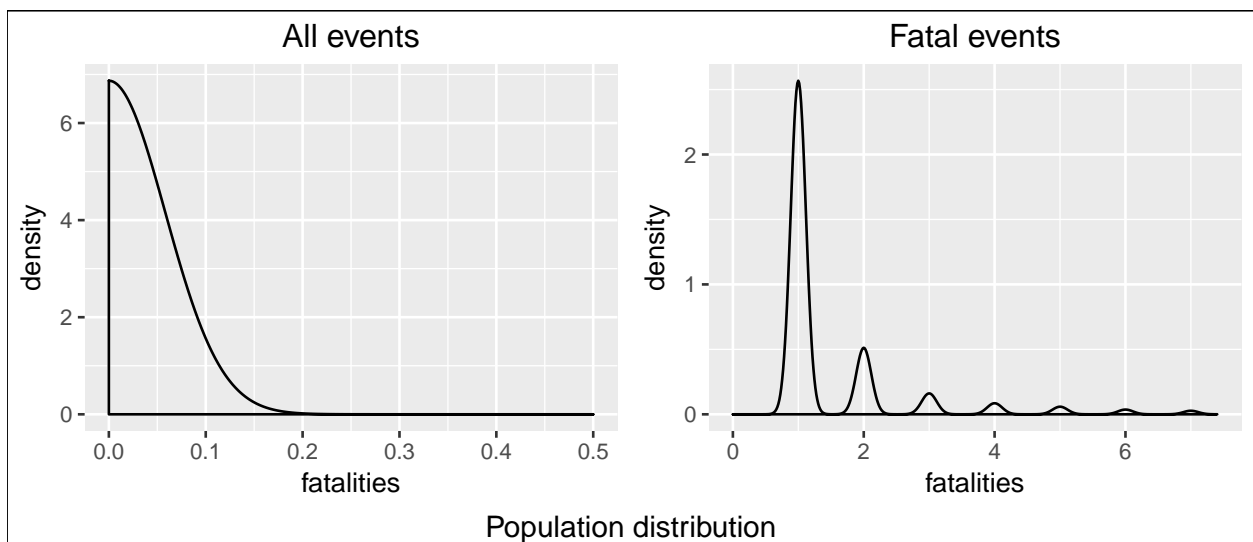 All events
6
4
2
0
density
0.0 0.1 0.2 0.3 0.4 0.5
fatalities
Fatal events
2
1
0
density
0 2 4 6
fatalities
Population distribution